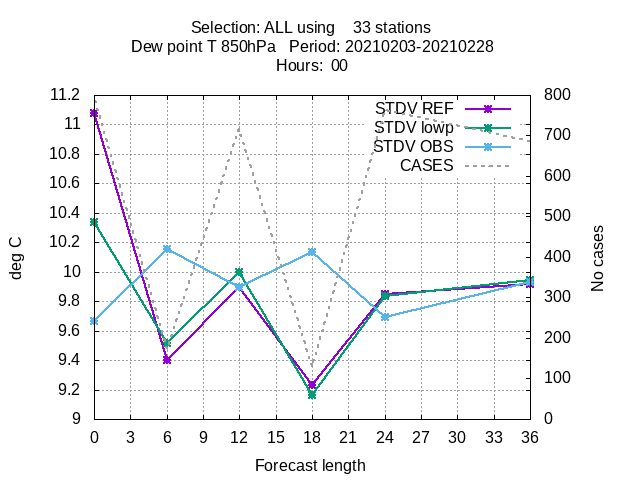 Selection: ALL using    33 stations
Dew point T 850hPa   Period: 20210203-20210228
Hours:  00
STDV REF
STDV lowp
STDV OBS
CASES
11.2
11
10.8
10.6
10.4
10.2
10
9.8
9.6
9.4
9.2
9
deg C
800
700
600
500
400
300
200
100
0
No cases
0 3 6 9 12 15 18 21 24 27 30 33 36
Forecast length